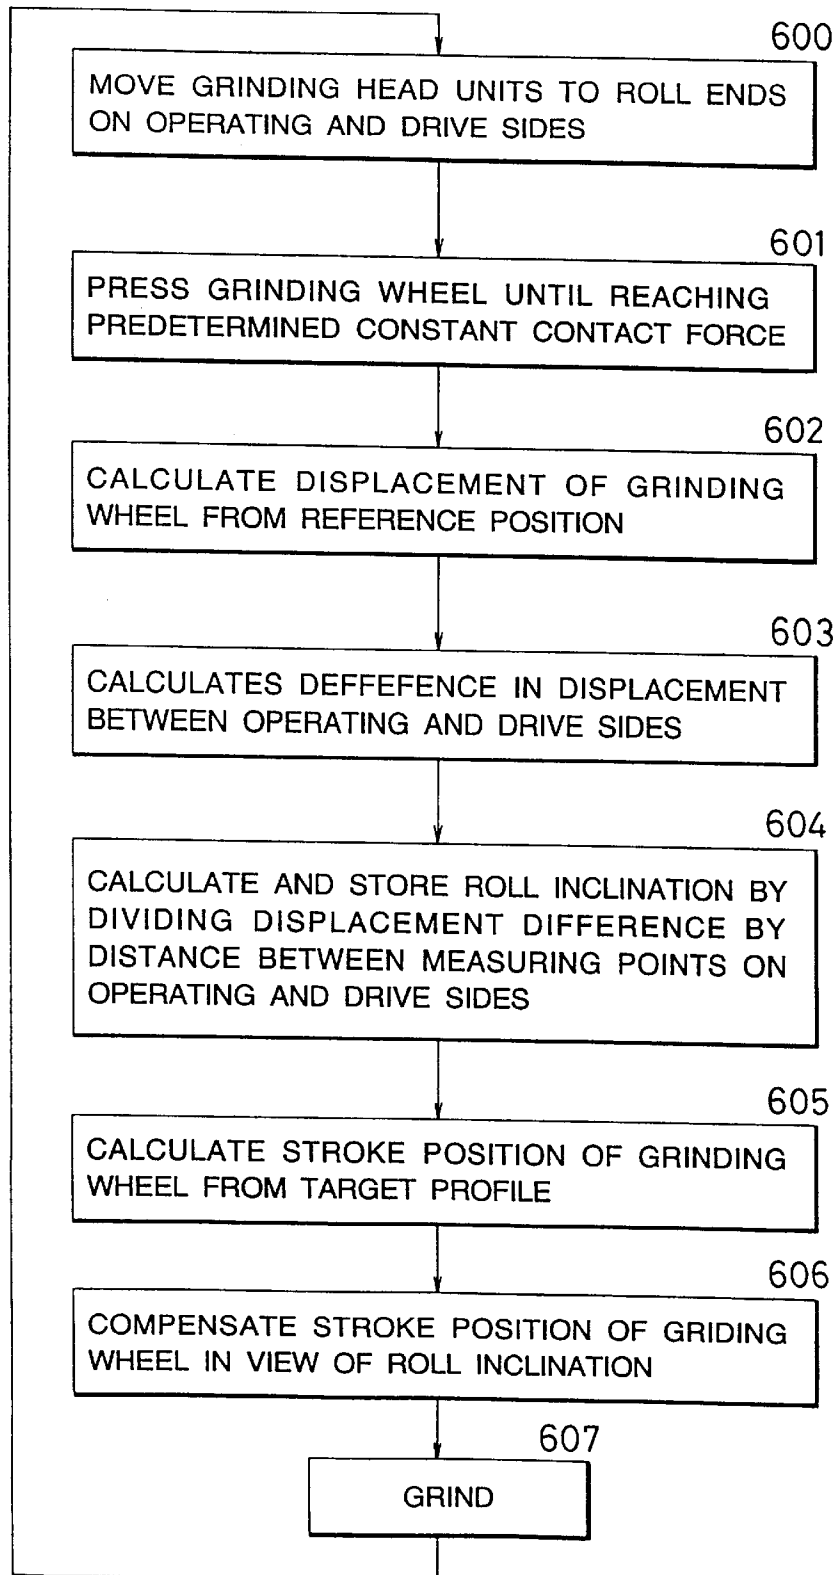 600
MOVE GRINDING HEAD UNITS TO ROLL ENDS
ON OPERATING AND DRIVE SIDES
601
PRESS GRINDING WHEEL UNTIL REACHING
PREDETERMINED CONSTANT CONTACT FORCE
602
CALCULATE DISPLACEMENT OF GRINDING
WHEEL FROM REFERENCE POSITION
603
CALCULATES DEFFEFENCE IN DISPLACEMENT
BETWEEN OPERATING AND DRIVE SIDES
604
CALCULATE AND STORE ROLL INCLINATION BY
DIVIDING DISPLACEMENT DIFFERENCE BY
DISTANCE BETWEEN MEASURING POINTS ON
OPERATING AND DRIVE SIDES
605
CALCULATE STROKE POSITION OF GRINDING
WHEEL FROM TARGET PROFILE
606
COMPENSATE STROKE POSITION OF GRIDING
WHEEL IN VIEW OF ROLL INCLINATION
607
GRIND